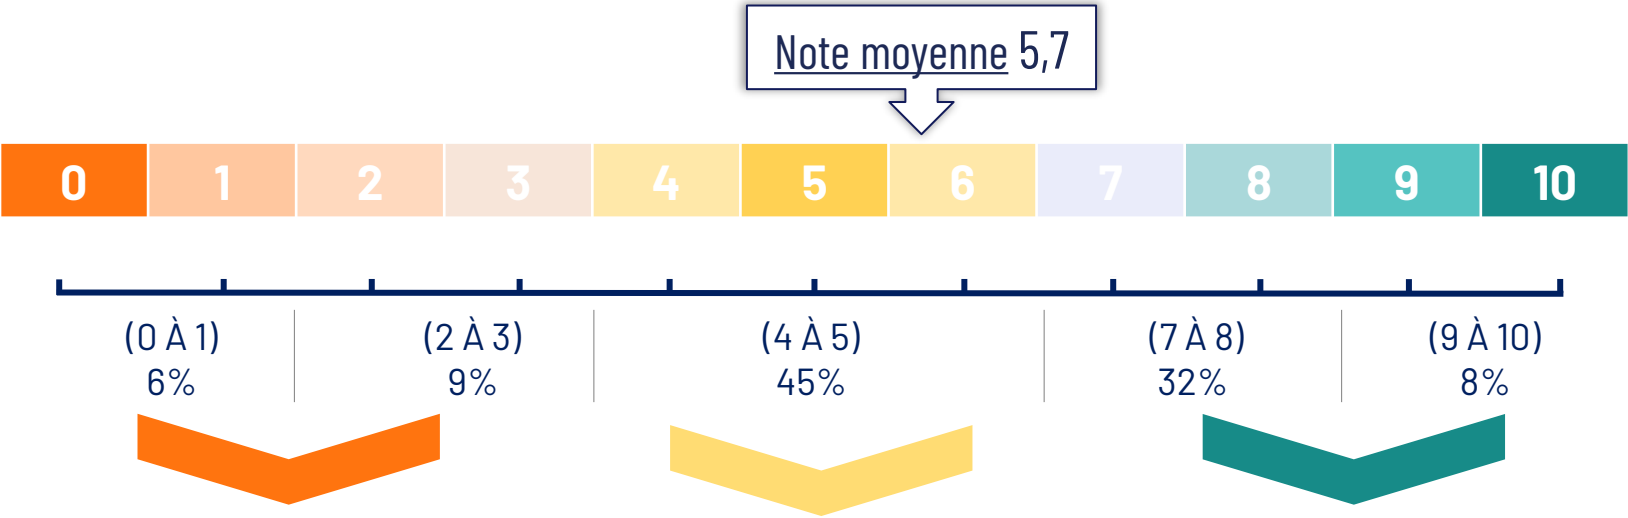 Note moyenne 5,7
0 1 2 3 4 5 6 7 8 9 10
(0 À 1) (2 À 3) (4 À 5) (7 À 8) (9 À 10)
6% 9% 45% 32% 8%